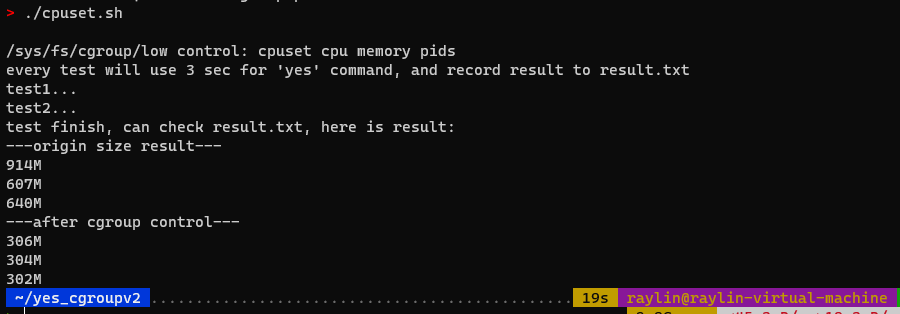 > ./cpuset.sh
/sys/fs/cgroup/low control: cpuset cpu memory pids
every test will use 3 sec for 'yes' command, and record result to result.txt
test1...
test2...
test finish, can check result.txt, here is result:
---origin size result---
914M
607M
640M
---after cgroup control---
306M
304M
302M
~/yes_cgroupv2 19s raylin@raylin-virtual-machine